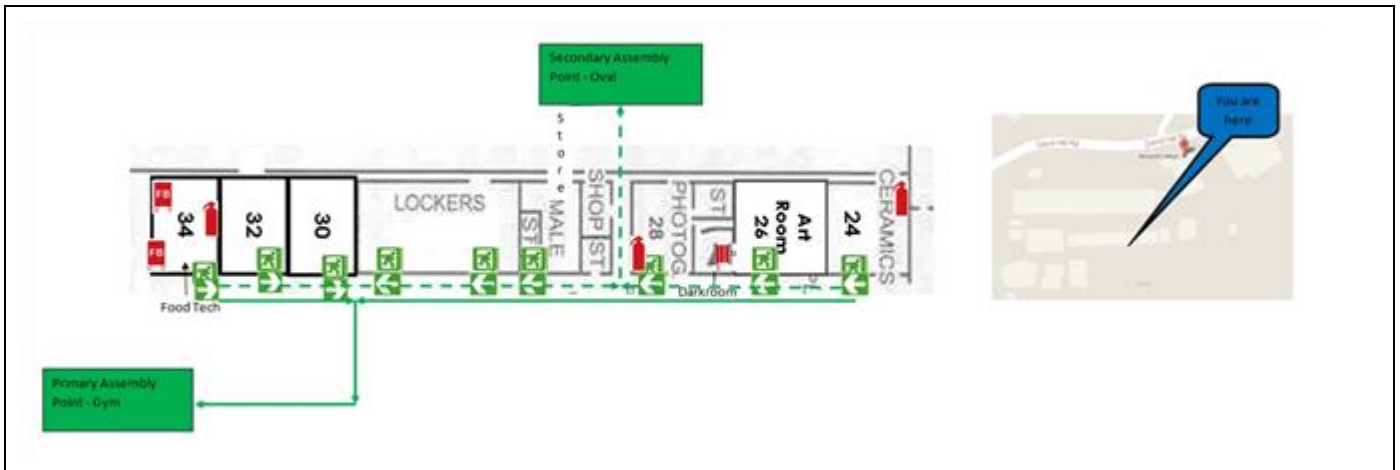 Secondary Assembly
Point - Oval
You are
here
Store
FB
34
32
30
LOCKERS
ST
MALE
SHOP
ST
28
PHOTOG
ST
Art
Room
26
24
CERAMICS
FB
Food Tech
Darkroom
Primary Assembly
Point - Gym